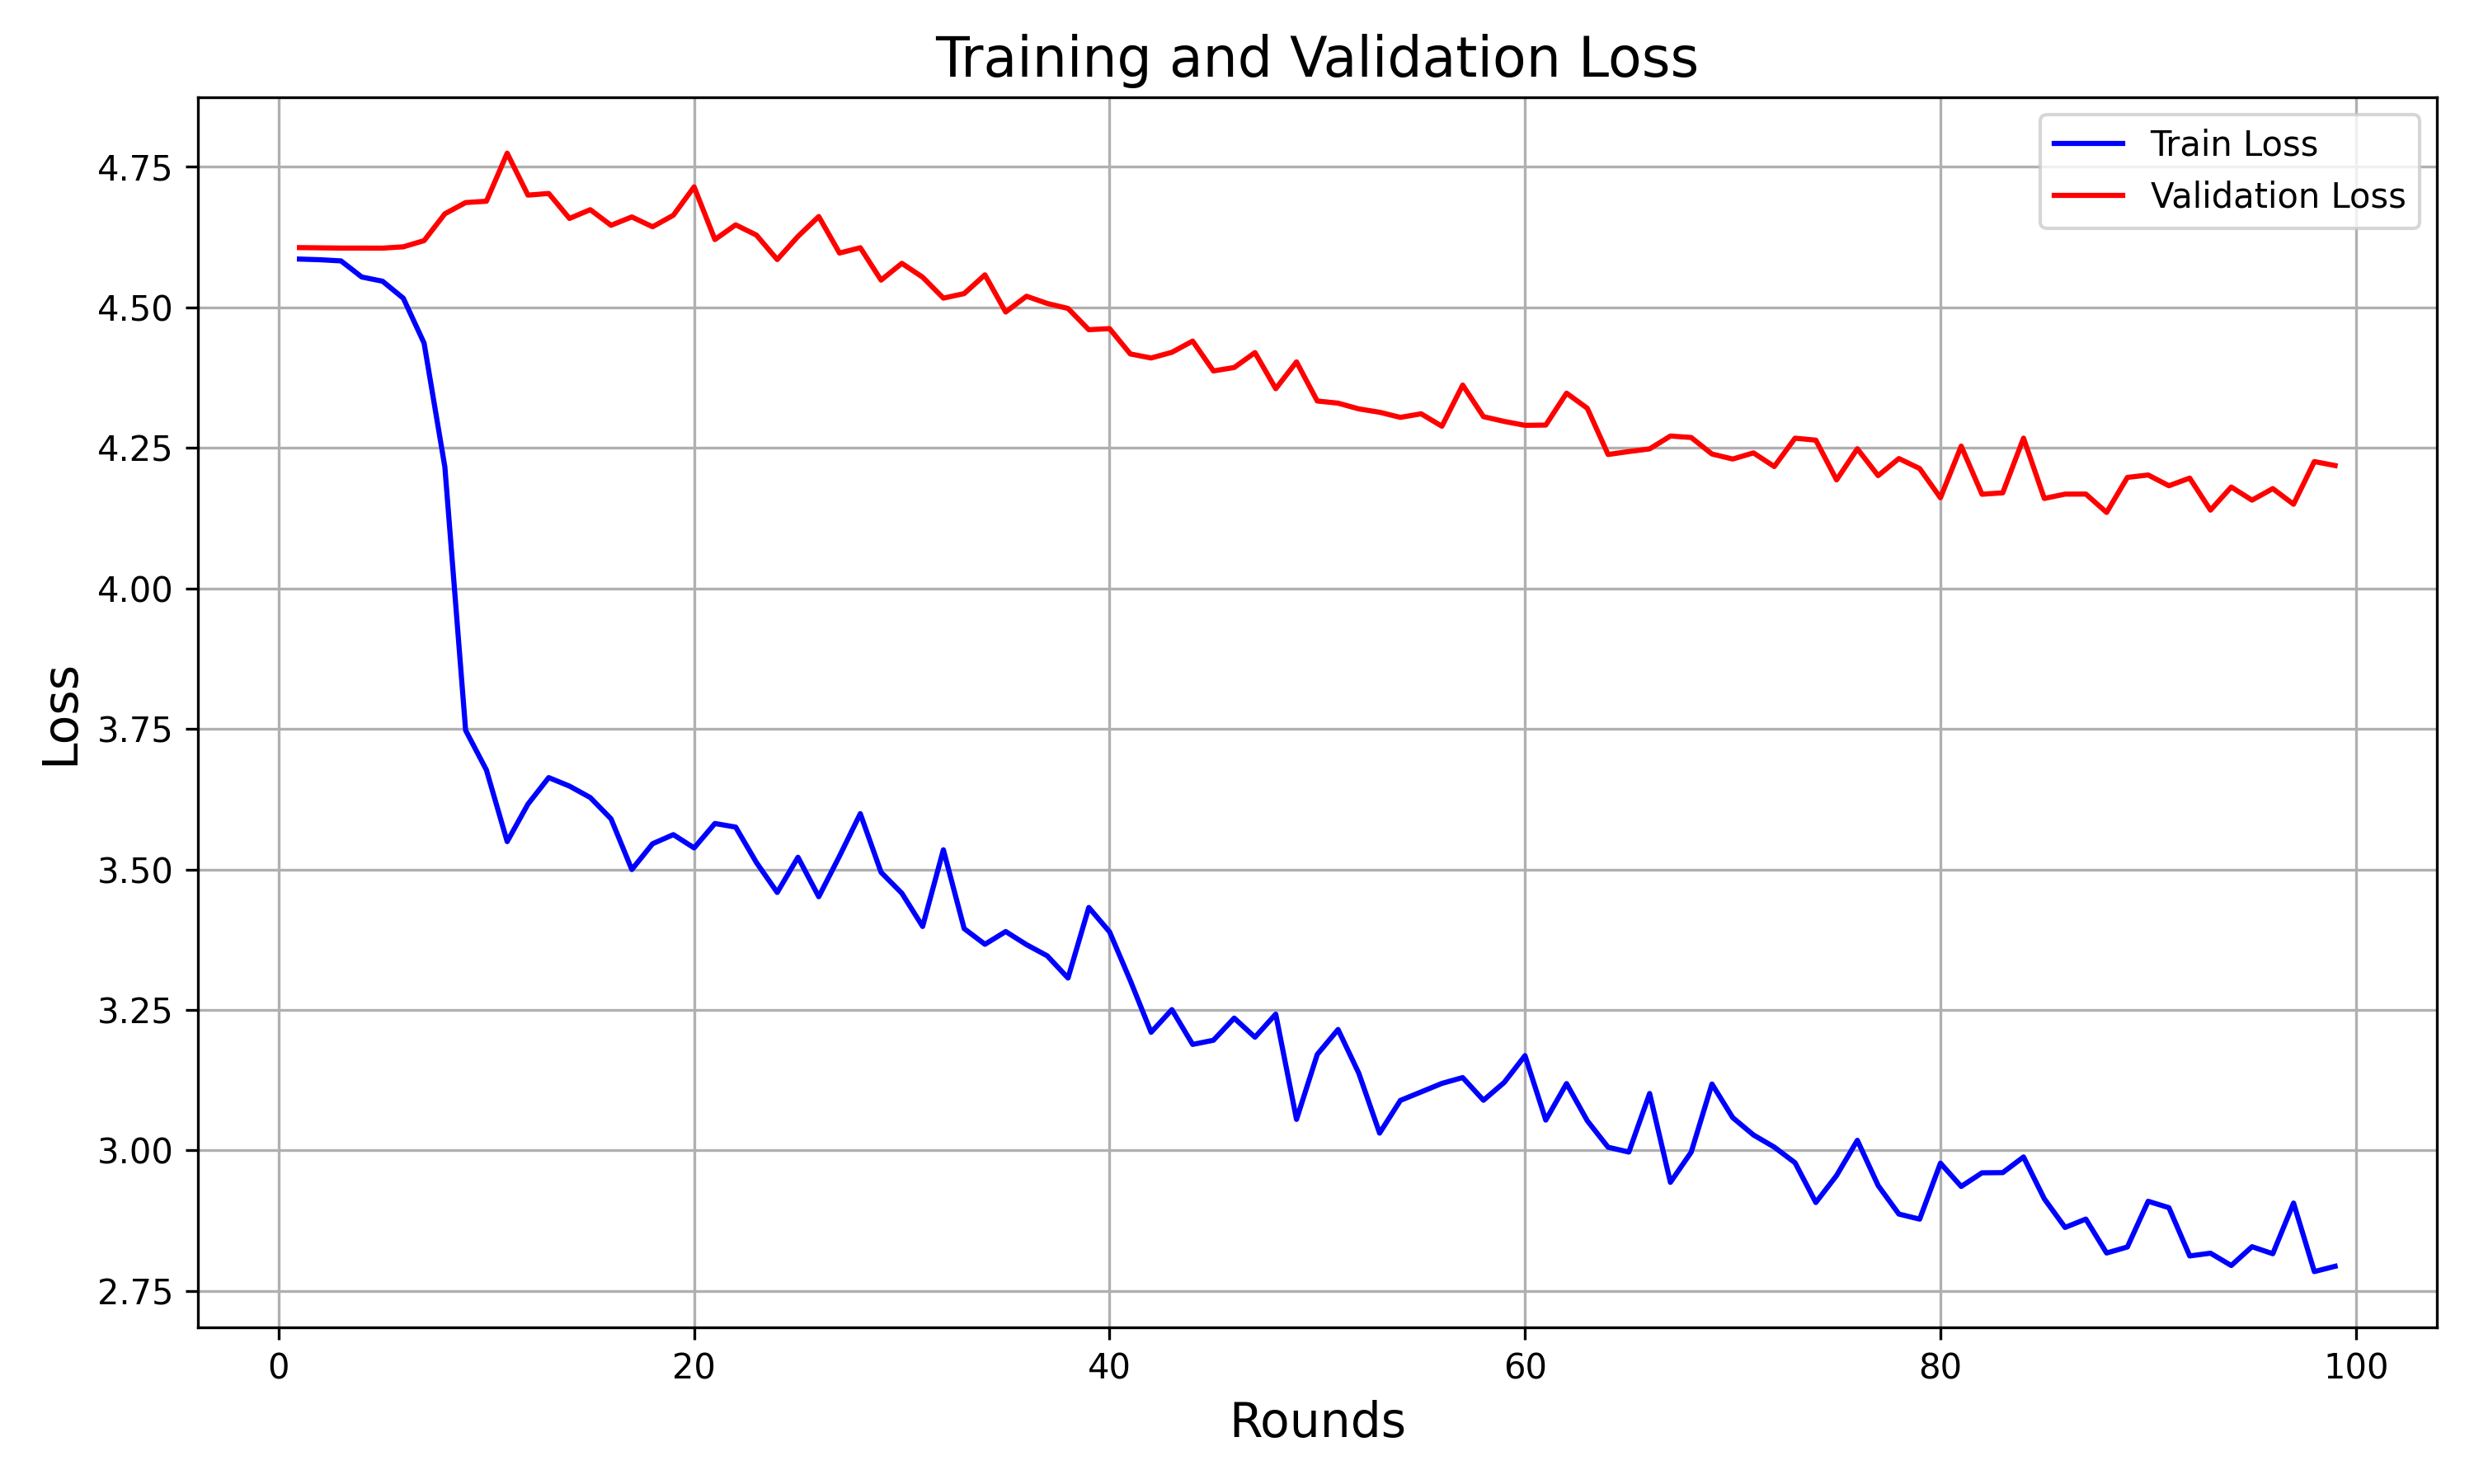 Training and Validation Loss
Train Loss
Validation Loss
4.75
4.50
4.25
4.00
3.75
3.50
3.25
3.00
2.75
Loss
0 20 40 60 80 100
Rounds